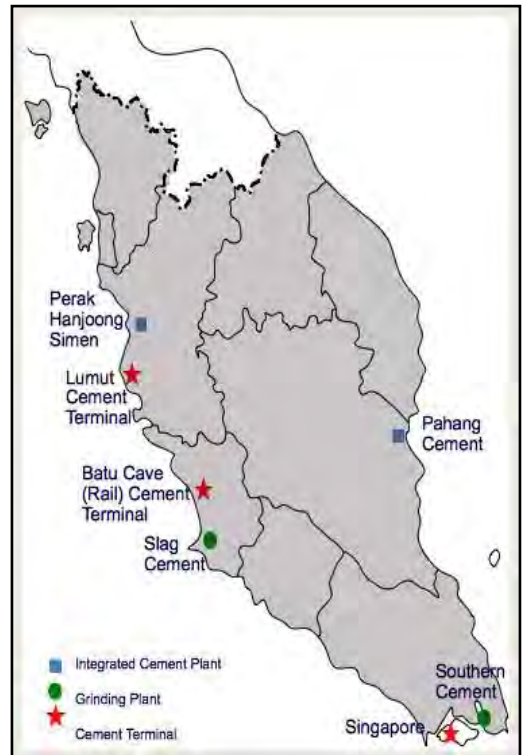 Perak
Hanjoong
Simen
Lumut
Cement
Terminal
Pahang
Cement
Batu Cave
(Rail) Cement
Terminal
Slag
Cement
Southern
Cement
Singapore
Integrated Cement Plant
Grinding Plant
Cement Terminal